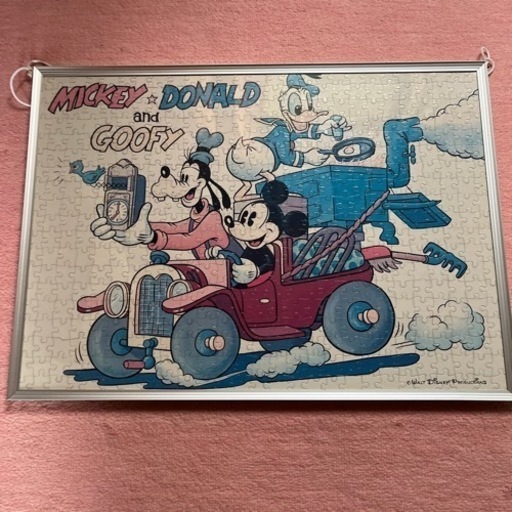 MICKEY ☆ DONALD
and
GOOFY
© WALT DISNEY PRODUCTIONS